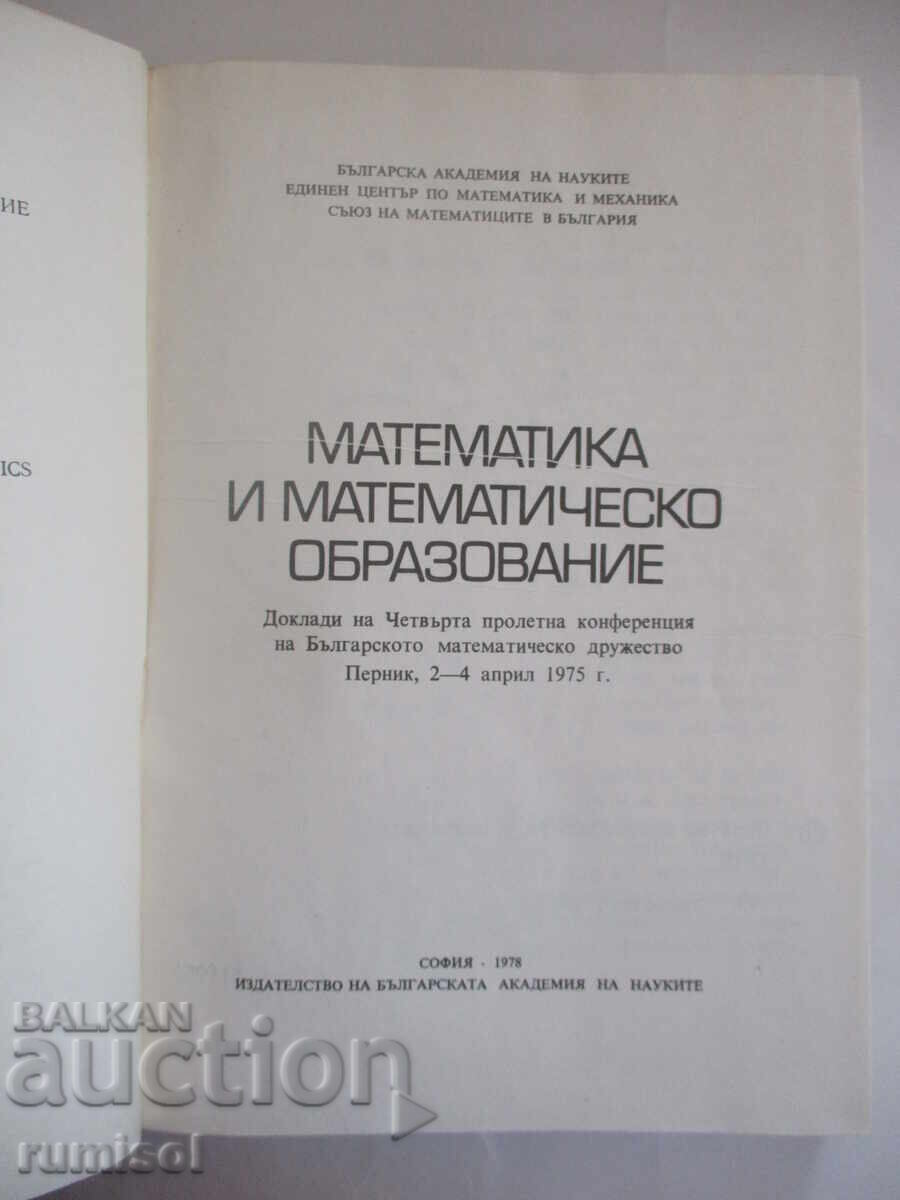 ИЕ
ICS
БЪЛГАРСКА АКАДЕМИЯ НА НАУКИТЕ
ЕДИНЕН ЦЕНТЪР ПО МАТЕМАТИКА И МЕХАНИКА
СЪЮЗ НА МАТЕМАТИЦИТЕ В БЪЛГАРИЯ
МАТЕМАТИКА
И МАТЕМАТИЧЕСКО
ОБРАЗОВАНИЕ
Доклади на Четвърта пролетна конференция
на Българското математическо дружество
Перник, 2—4 април 1975 г.
СОФИЯ · 1978
ИЗДАТЕЛСТВО НА БЪЛГАРСКАТА АКАДЕМИЯ НА НАУКИТЕ
BALKAN
auction
rumisol